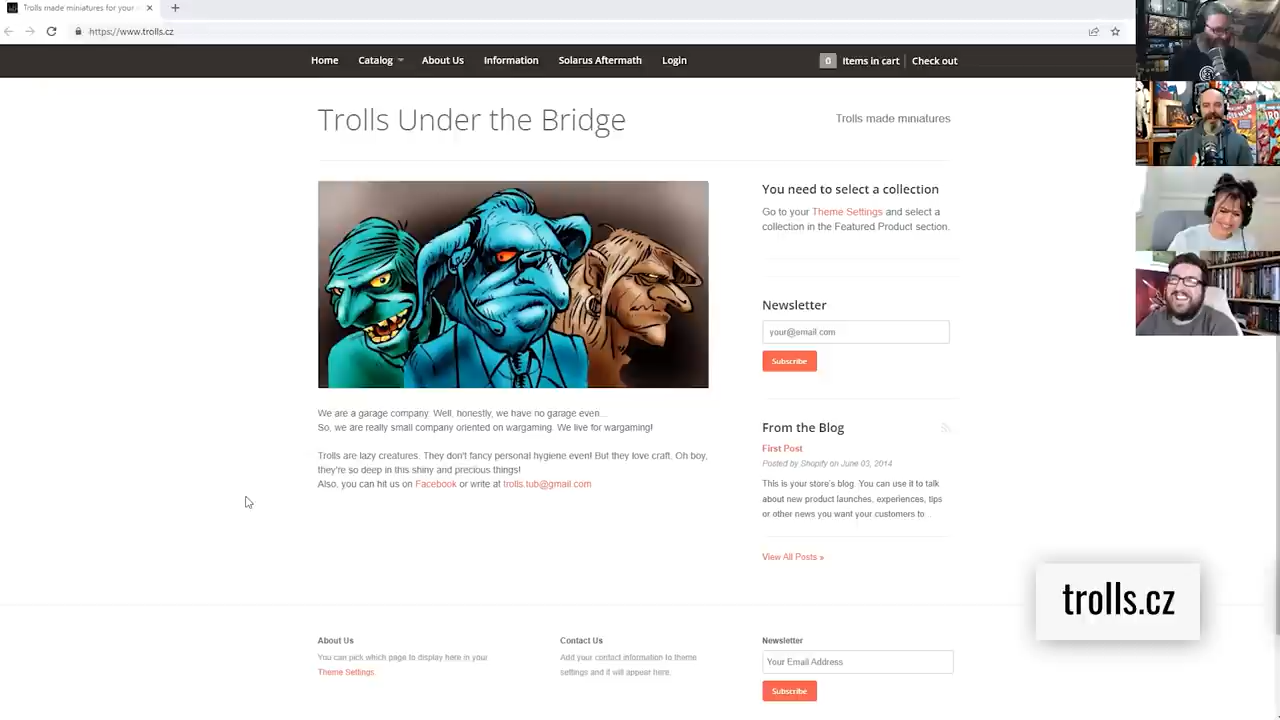 Trolls made miniatures for your
https://www.trolls.cz
Home Catalog About Us Information Solarus Aftermath Login 0 Items in cart Check out
Trolls Under the Bridge
Trolls made miniatures
We are a garage company. Well, honestly, we have no garage even...
So, we are really small company oriented on wargaming. We live for wargaming!
Trolls are lazy creatures. They don't fancy personal hygiene even! But they love craft. Oh boy,
they're so deep in this shiny and precious things!
Also, you can hit us on Facebook or write at trolls.tub@gmail.com
You need to select a collection
Go to your Theme Settings and select a
collection in the Featured Product section.
Newsletter
your@email.com
Subscribe
From the Blog
First Post
Posted by Shopify on June 03, 2014
This is your store's blog. You can use it to talk
about new product launches, experiences, tips
or other news you want your customers to...
View All Posts »
trolls.cz
About Us
You can pick which page to display here in your
Theme Settings.
Contact Us
Add your contact information to theme
settings and it will appear here.
Newsletter
Your Email Address
Subscribe